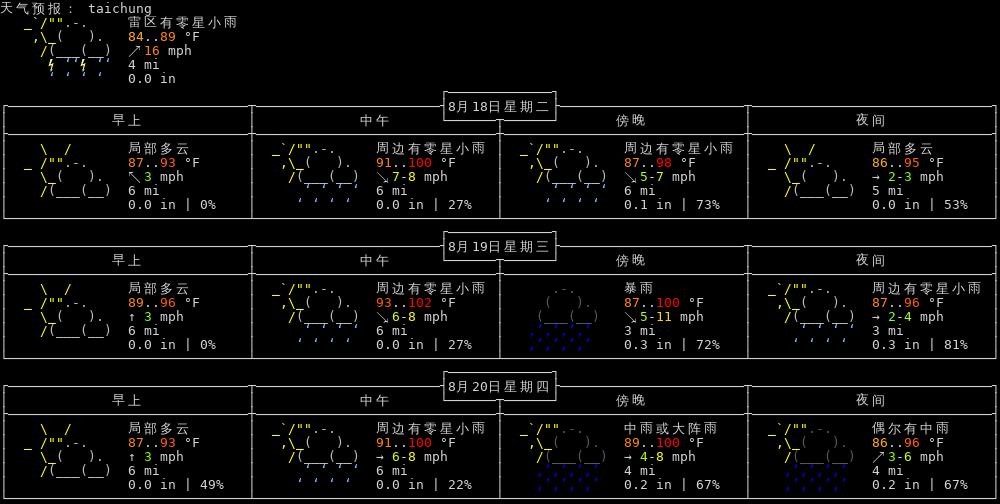 天气预报： taichung
雷区有零星小雨
84..89 °F
↗ 16 mph
4 mi
0.0 in
8月18日星期二
早上 中午 傍晚 夜间
局部多云 周边有零星小雨 周边有零星小雨 局部多云
87..93 °F 91..100 °F 87..98 °F 86..95 °F
↖ 3 mph ↘ 7-8 mph ↘ 5-7 mph → 2-3 mph
6 mi 6 mi 6 mi 5 mi
0.0 in | 0% 0.0 in | 27% 0.1 in | 73% 0.0 in | 53%
8月19日星期三
早上 中午 傍晚 夜间
局部多云 周边有零星小雨 暴雨 周边有零星小雨
89..96 °F 93..102 °F 87..100 °F 87..96 °F
↑ 3 mph ↘ 6-8 mph ↘ 5-11 mph → 2-4 mph
6 mi 6 mi 3 mi 3 mi
0.0 in | 0% 0.0 in | 27% 0.3 in | 72% 0.3 in | 81%
8月20日星期四
早上 中午 傍晚 夜间
局部多云 周边有零星小雨 中雨或大阵雨 偶尔有中雨
87..93 °F 91..100 °F 89..100 °F 86..96 °F
↑ 3 mph → 6-8 mph → 4-8 mph ↗ 3-6 mph
6 mi 6 mi 4 mi 4 mi
0.0 in | 49% 0.0 in | 22% 0.2 in | 67% 0.2 in | 67%